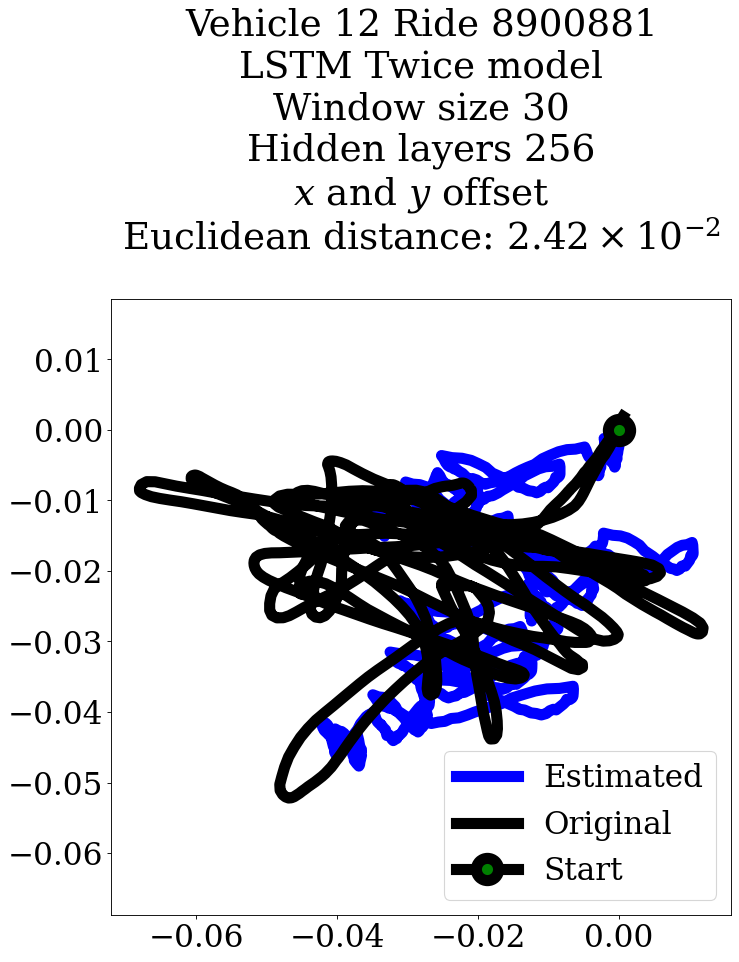 Vehicle 12 Ride 8900881
LSTM Twice model
Window size 30
Hidden layers 256
x and y offset
Euclidean distance: 2.42 × 10⁻²
0.01
0.00
−0.01
−0.02
−0.03
−0.04
−0.05
−0.06
Estimated
Original
Start
−0.06 −0.04 −0.02 0.00